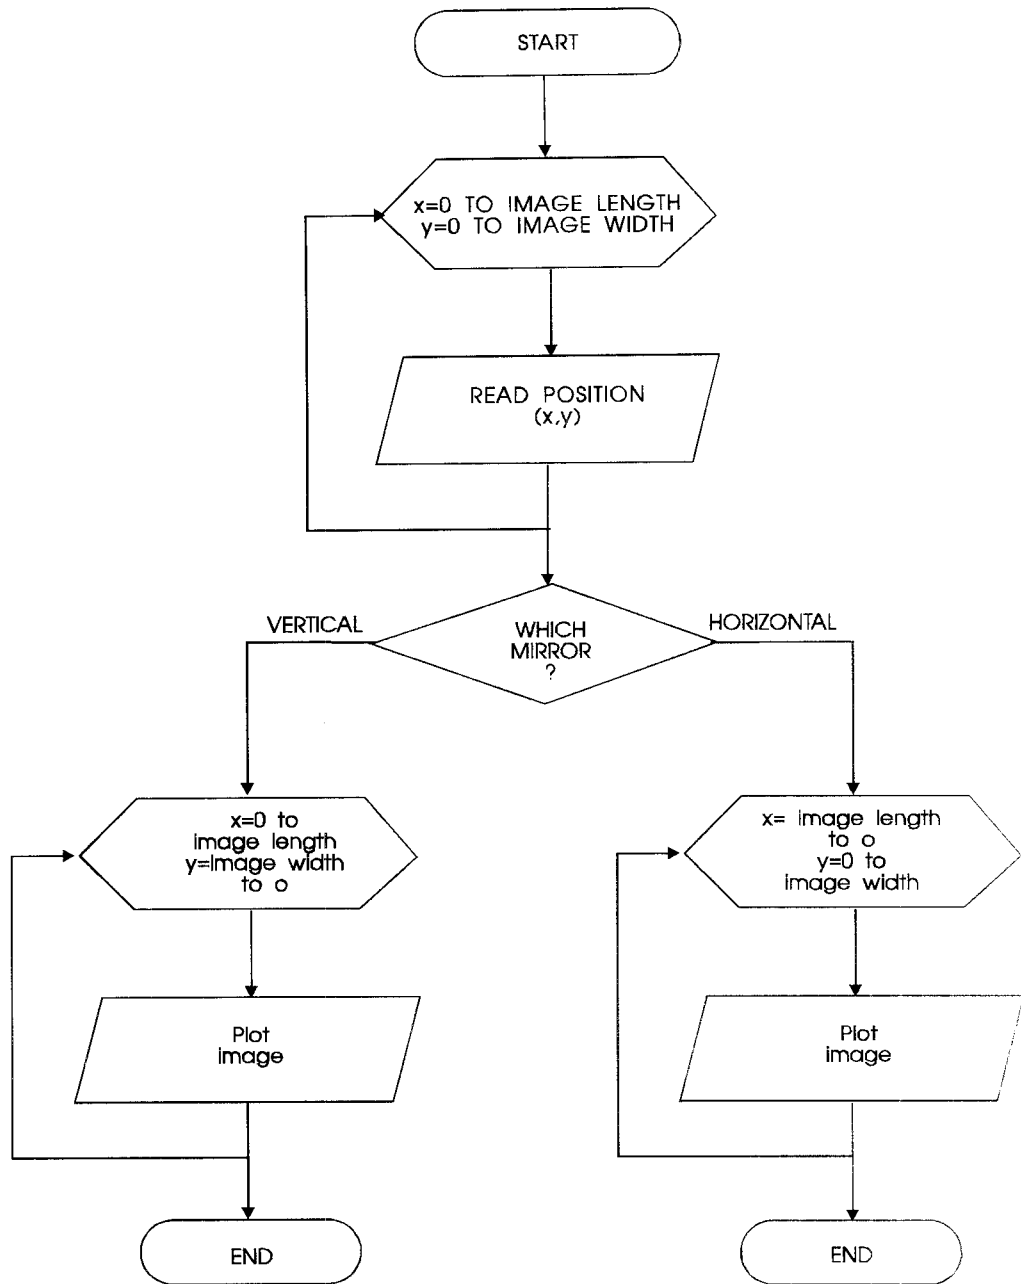 START
x=0 TO IMAGE LENGTH
y=0 TO IMAGE WIDTH
READ POSITION
(x,y)
VERTICAL
WHICH
MIRROR
?
HORIZONTAL
x=0 to
image length
y=image width
to o
x= image length
to o
y=0 to
image width
Plot
image
Plot
image
END
END